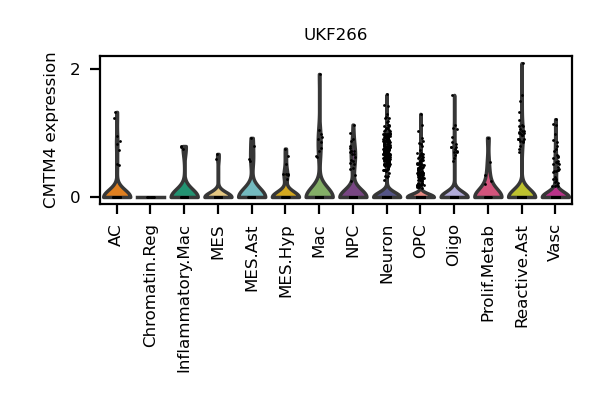 UKF266
CMTM4 expression
2
0
AC
Chromatin.Reg
Inflammatory.Mac
MES
MES.Ast
MES.Hyp
Mac
NPC
Neuron
OPC
Oligo
Prolif.Metab
Reactive.Ast
Vasc